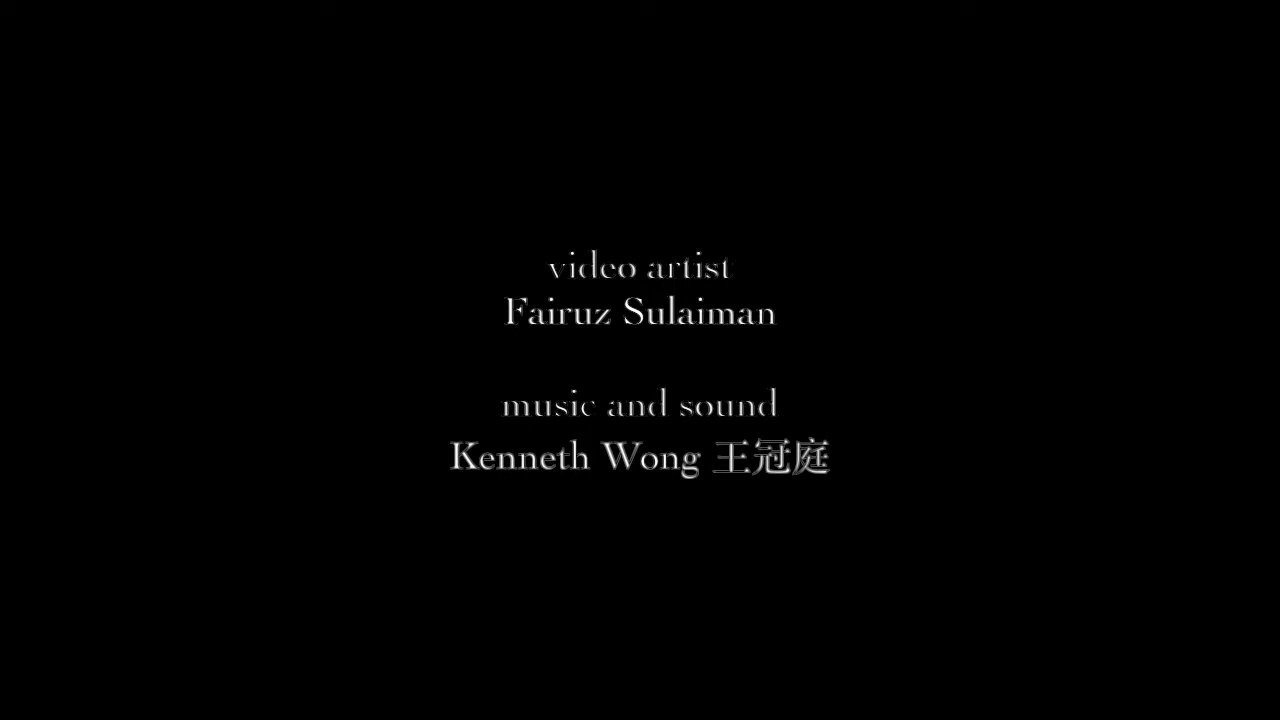 video artist
Fairuz Sulaiman
music and sound
Kenneth Wong 王冠庭